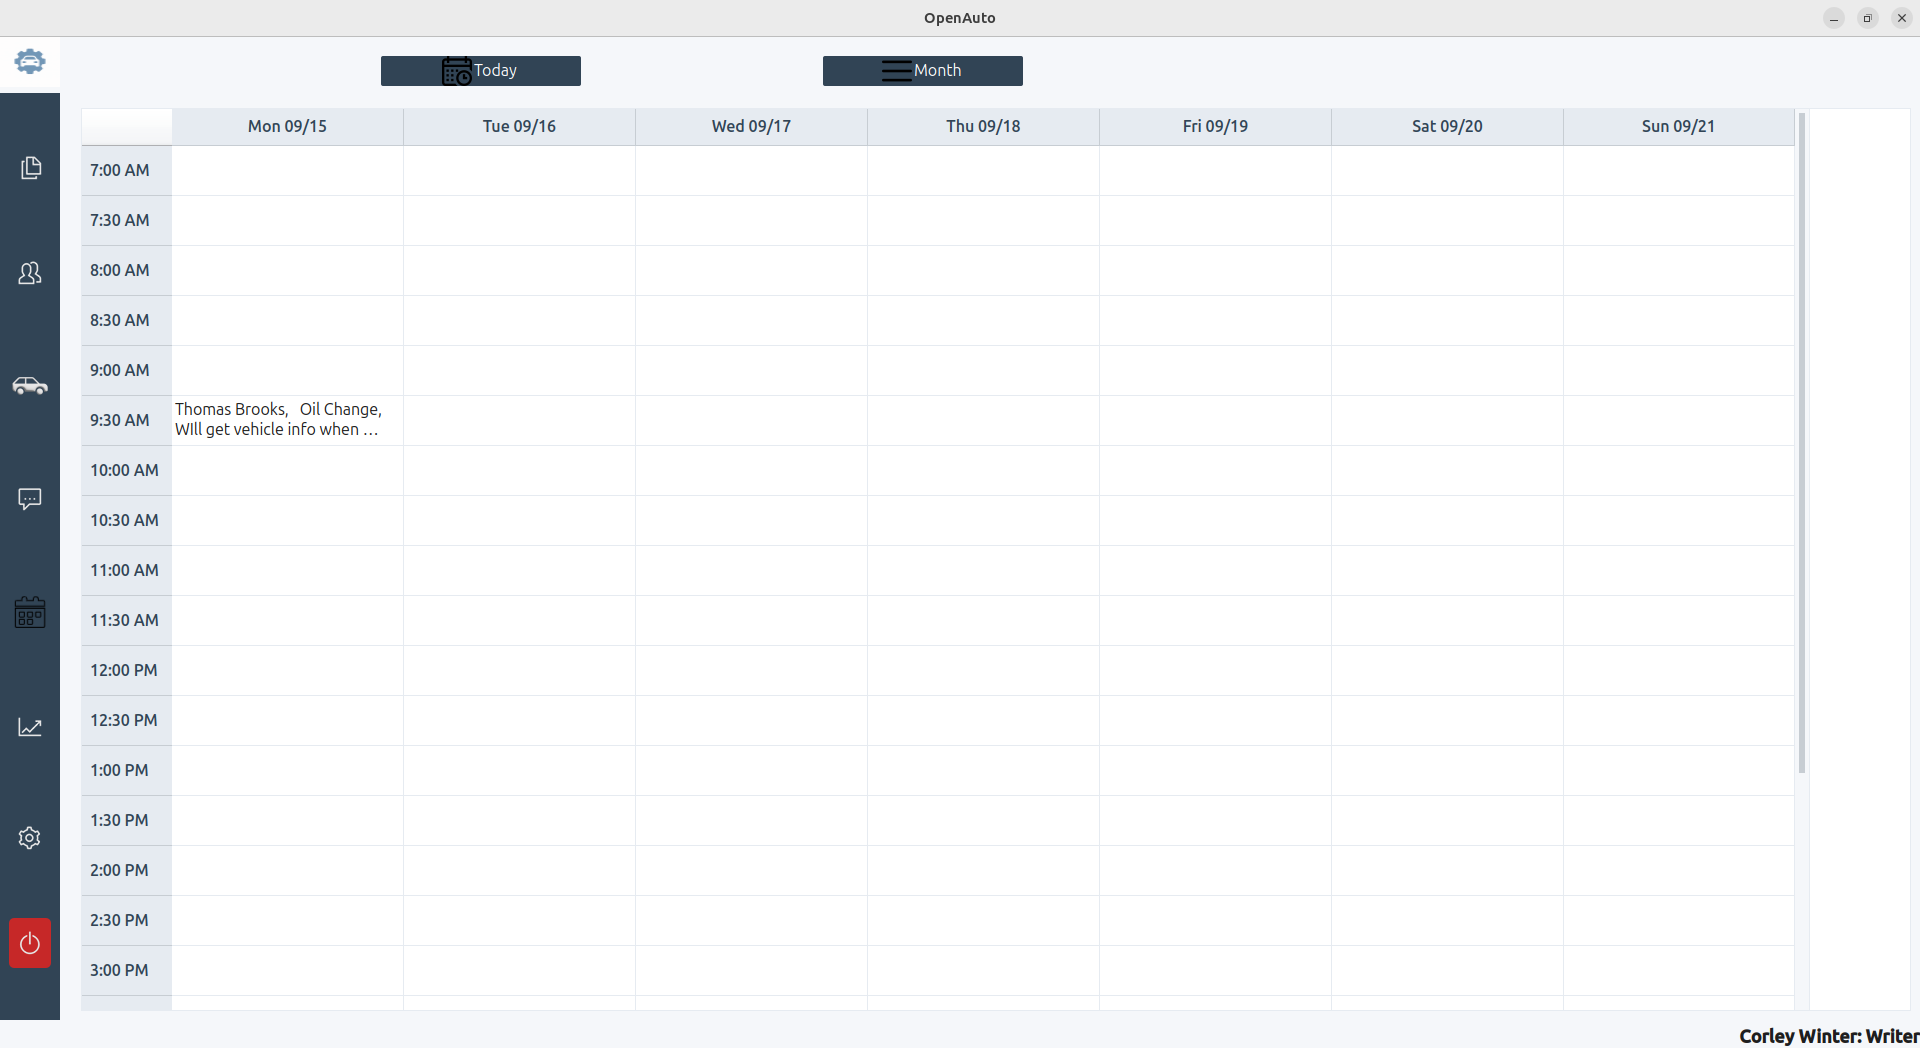 OpenAuto
Today
Month
Mon 09/15
Tue 09/16
Wed 09/17
Thu 09/18
Fri 09/19
Sat 09/20
Sun 09/21
7:00 AM
7:30 AM
8:00 AM
8:30 AM
9:00 AM
9:30 AM
Thomas Brooks,   Oil Change,
WIll get vehicle info when …
10:00 AM
10:30 AM
11:00 AM
11:30 AM
12:00 PM
12:30 PM
1:00 PM
1:30 PM
2:00 PM
2:30 PM
3:00 PM
Corley Winter: Writer